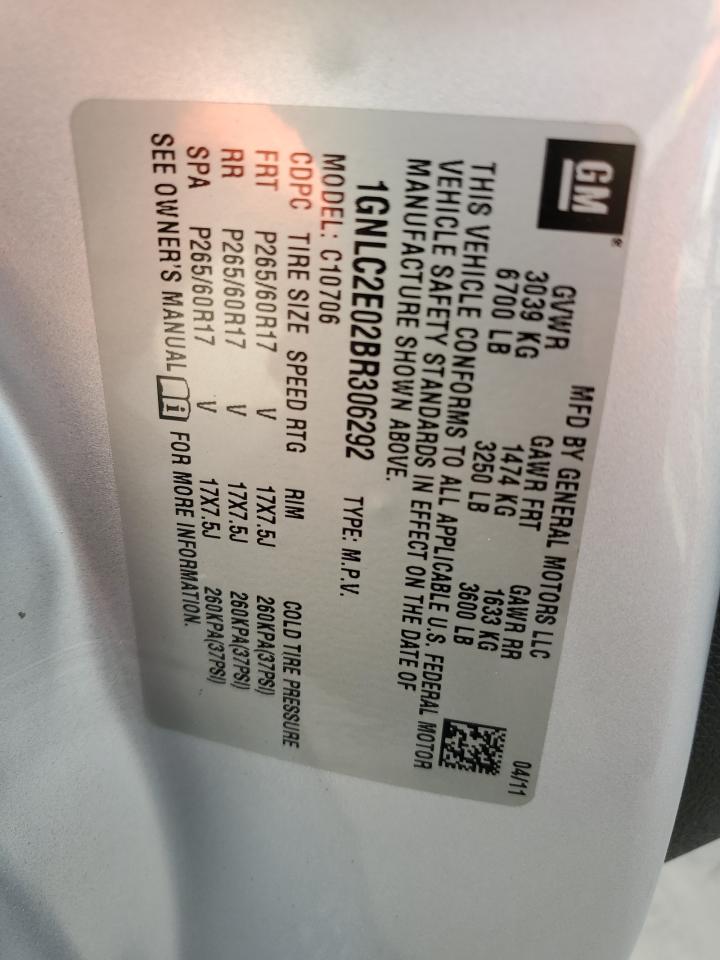 GM ®
MFD BY GENERAL MOTORS LLC 04/11
GVWR GAWR FRT GAWR RR
3039 KG 1474 KG 1633 KG
6700 LB 3250 LB 3600 LB
THIS VEHICLE CONFORMS TO ALL APPLICABLE U.S. FEDERAL MOTOR
VEHICLE SAFETY STANDARDS IN EFFECT ON THE DATE OF
MANUFACTURE SHOWN ABOVE.
1GNLC2E02BR306292 TYPE: M.P.V.
MODEL: C10706
CDPC TIRE SIZE SPEED RTG RIM COLD TIRE PRESSURE
FRT P265/60R17 V 17X7.5J 260KPA(37PSI)
RR P265/60R17 V 17X7.5J 260KPA(37PSI)
SPA P265/60R17 V 17X7.5J 260KPA(37PSI)
SEE OWNER'S MANUAL i FOR MORE INFORMATION.